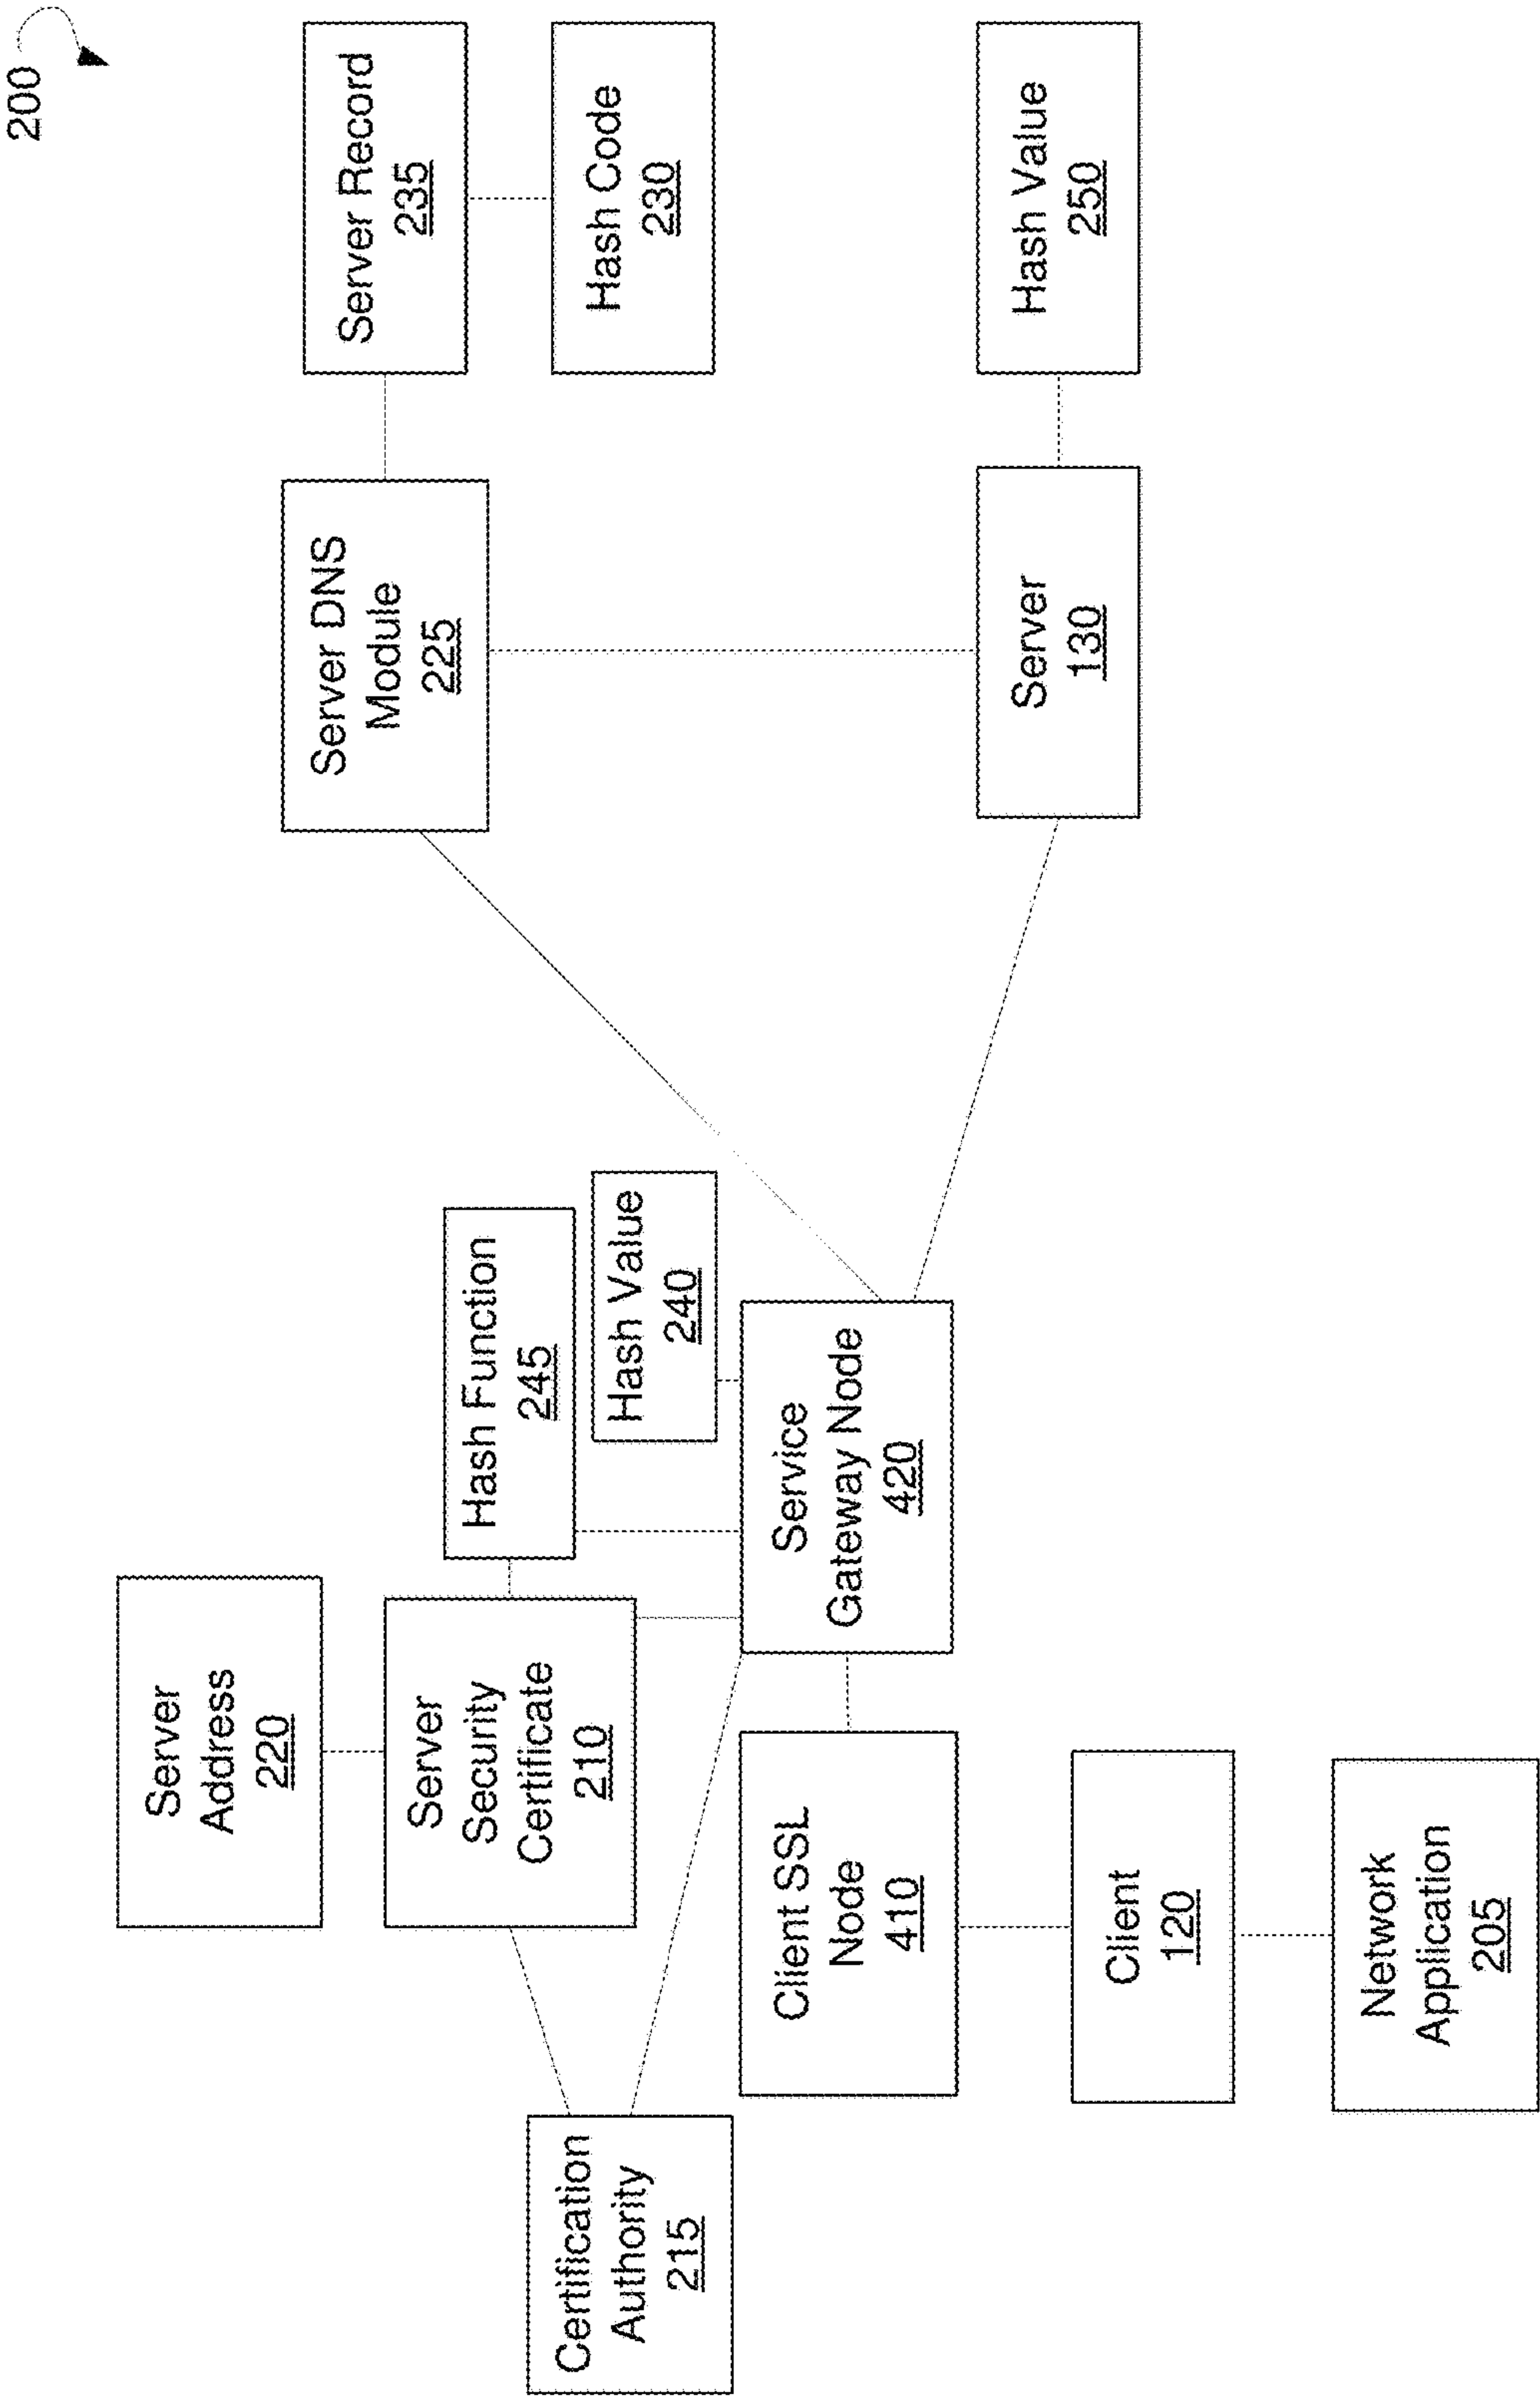 200
Server
Address
220
Server Record
235
Server DNS
Module
225
Hash Code
230
Server
Security
Certificate
210
Hash Function
245
Hash Value
240
Certification
Authority
215
Client SSL
Node
410
Service
Gateway Node
420
Server
130
Hash Value
250
Client
120
Network
Application
205